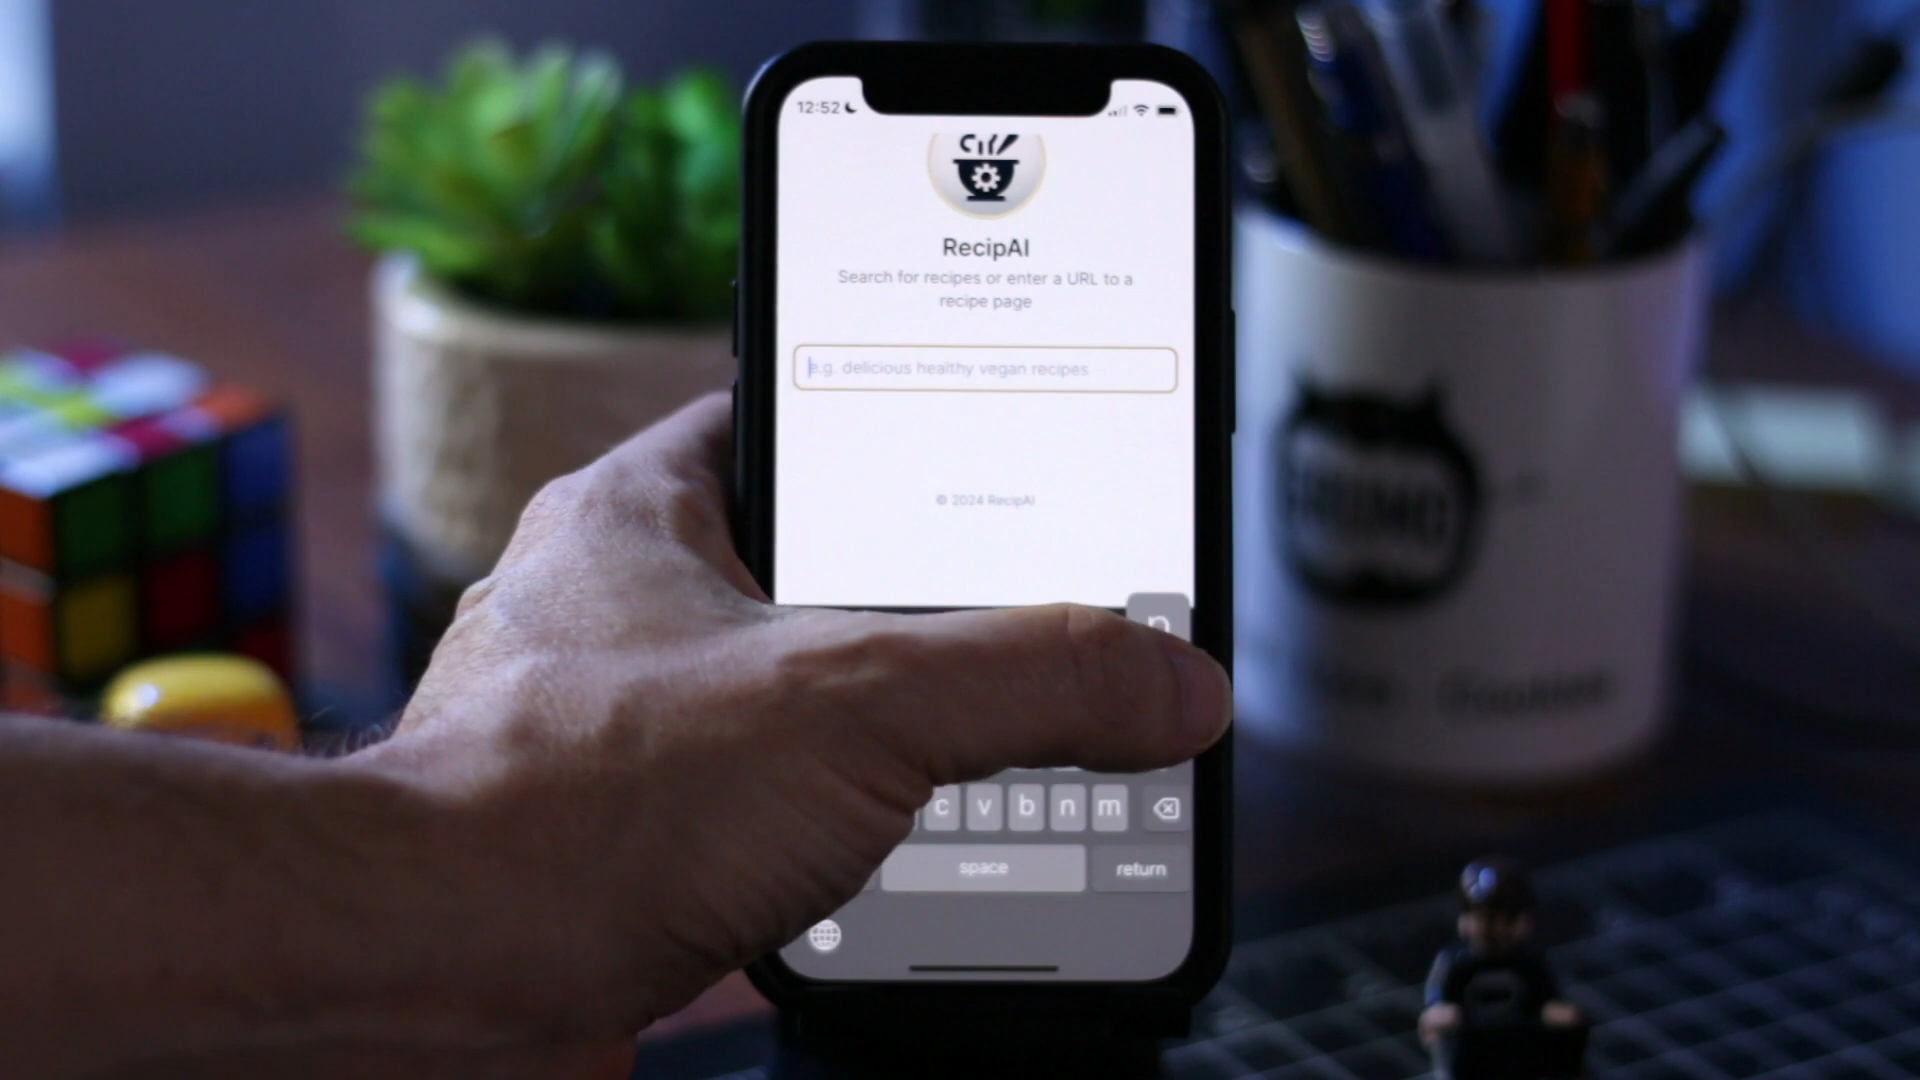 12:52
RecipAI
Search for recipes or enter a URL to a
recipe page
e.g. delicious healthy vegan recipes
© 2024 RecipAI
p
c v b n m
space
return